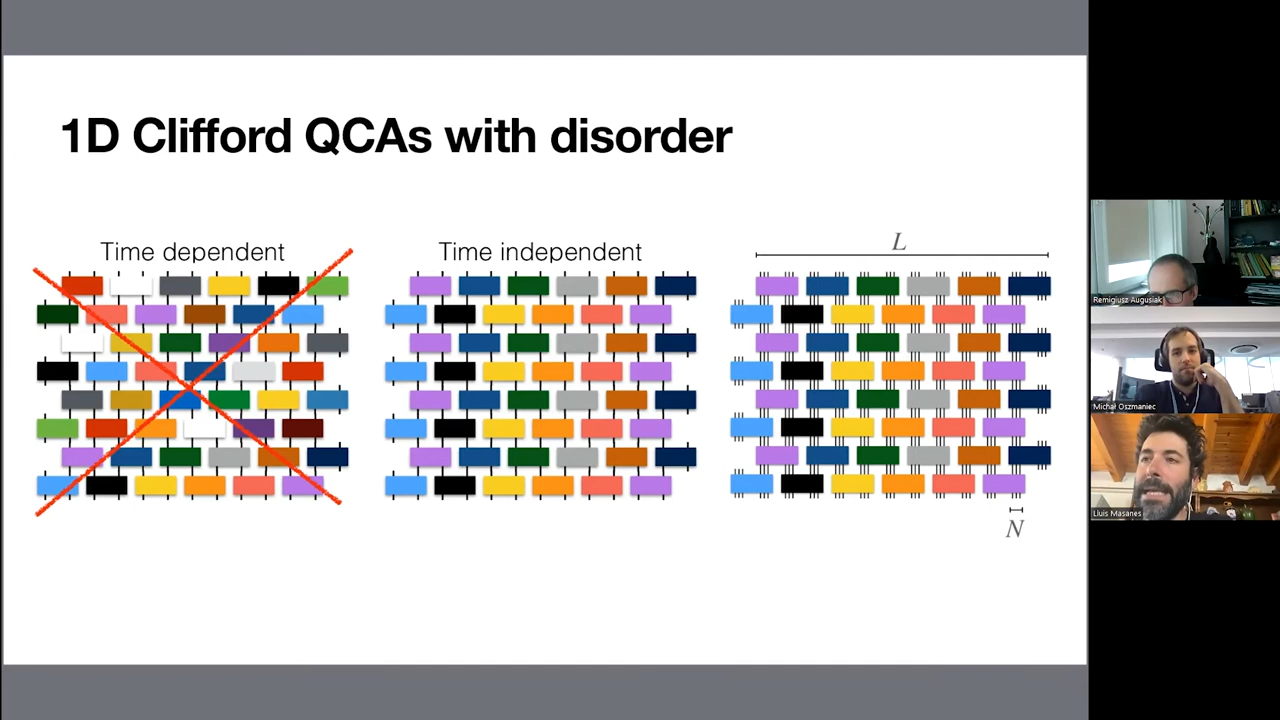 1D Clifford QCAs with disorder
Time dependent
Time independent
L
N
Remigiusz Augusiak
Michał Oszmaniec
Lluis Masanes